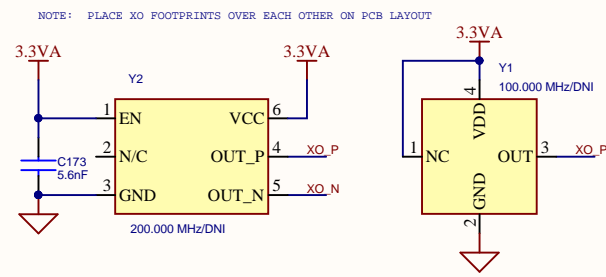 NOTE:  PLACE XO FOOTPRINTS OVER EACH OTHER ON PCB LAYOUT
3.3VA
3.3VA
Y2
1
EN
VCC
6
2
N/C
OUT_P
4
XO_P
3
GND
OUT_N
5
XO_N
C173
5.6nF
200.000 MHz/DNI
3.3VA
Y1
100.000 MHz/DNI
4
VDD
1
NC
OUT
3
XO_P
GND
2